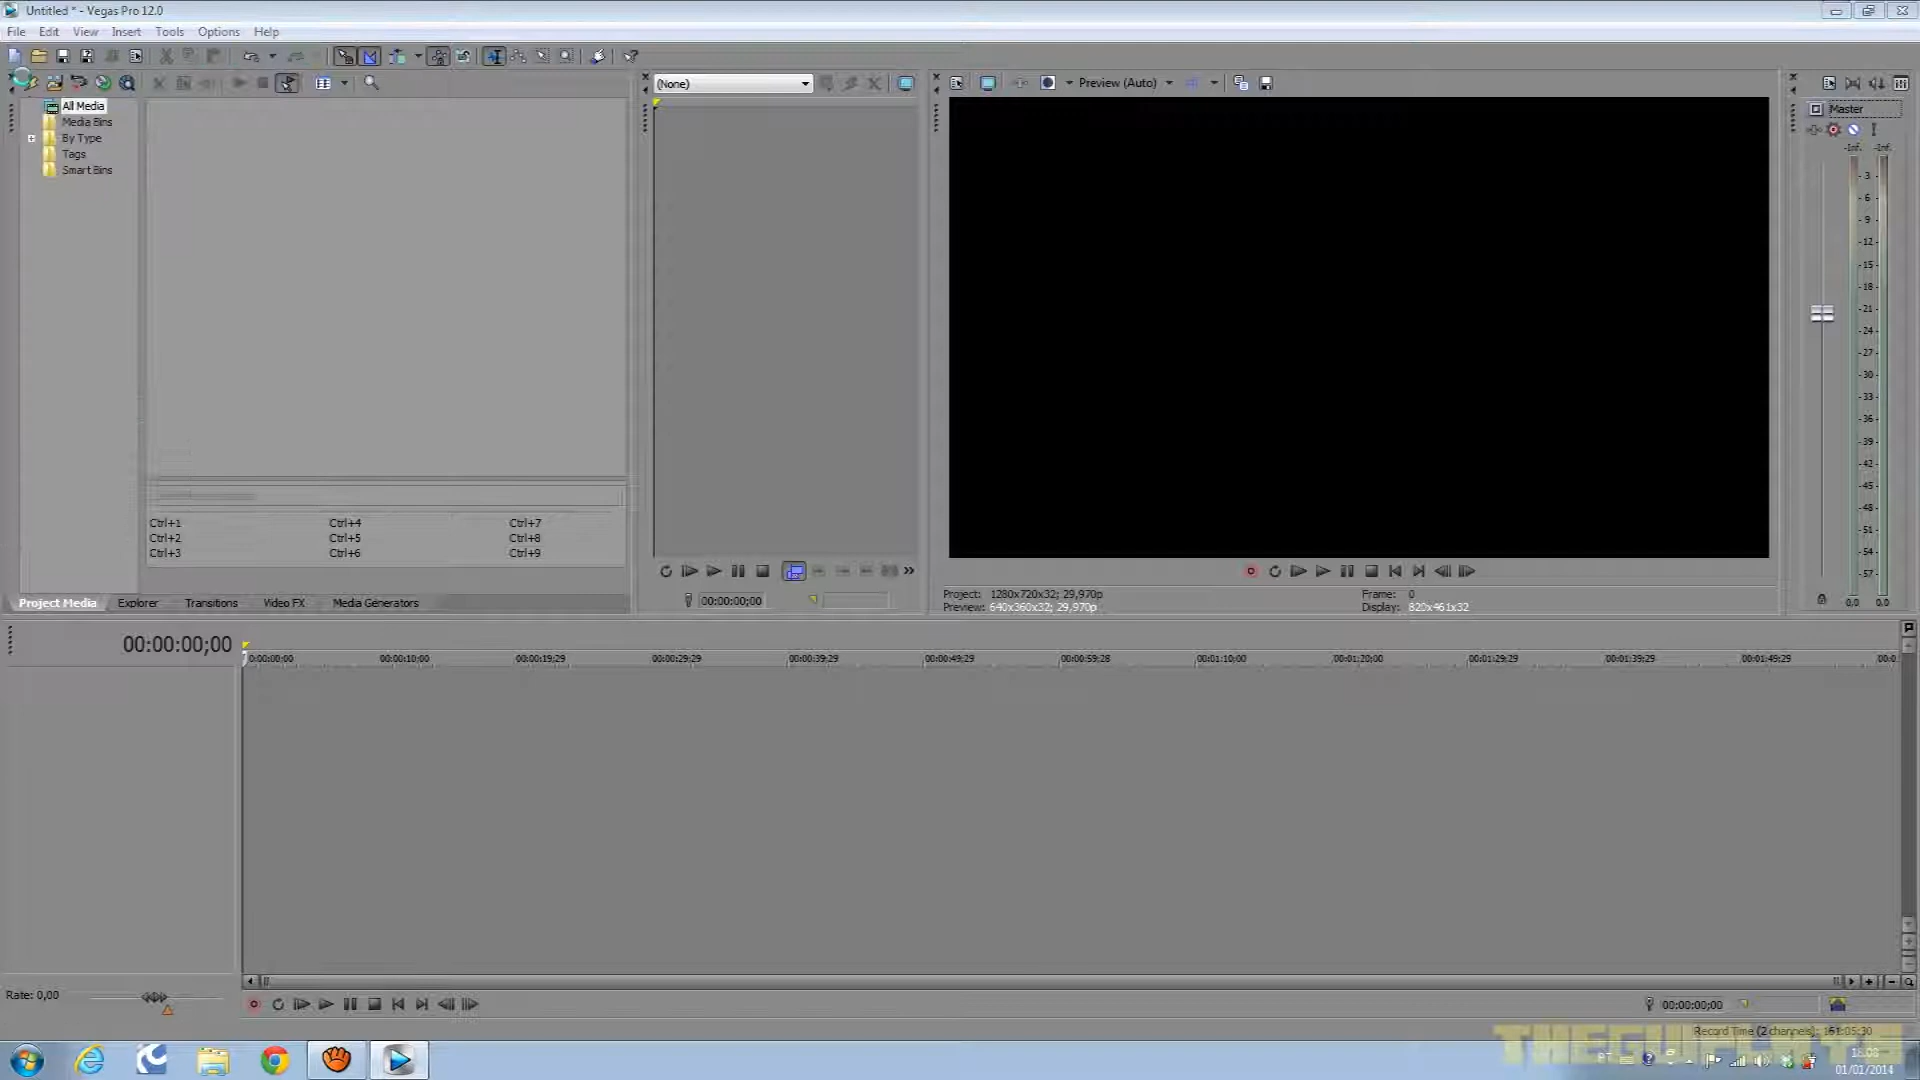 Untitled * - Vegas Pro 12.0
File Edit View Insert Tools Options Help
(None)
Preview (Auto)
All Media
Media Bins
By Type
Tags
Smart Bins
Master
-Inf. -Inf.
- 3 -
- 6 -
- 9 -
-12-
-15-
-18-
-21-
-24-
-27-
-30-
-33-
-36-
-39-
-42-
-45-
-48-
-51-
-54-
-57-
0,0 0,0
Ctrl+1 Ctrl+4 Ctrl+7
Ctrl+2 Ctrl+5 Ctrl+8
Ctrl+3 Ctrl+6 Ctrl+9
Project Media Explorer Transitions Video FX Media Generators
00:00:00;00
Project: 1280x720x32; 29,970p
Preview: 640x360x32; 29,970p
Frame: 0
Display: 820x461x32
00:00:00;00
0:00:00;00 00:00:10;00 00:00:19;29 00:00:29;29 00:00:39;29 00:00:49;29 00:00:59;28 00:01:10;00 00:01:20;00 00:01:29;29 00:01:39;29 00:01:49;29 00:0
Rate: 0,00
00:00:00;00
Record Time (2 channels): 161:05:30
PT
18:08
01/01/2014